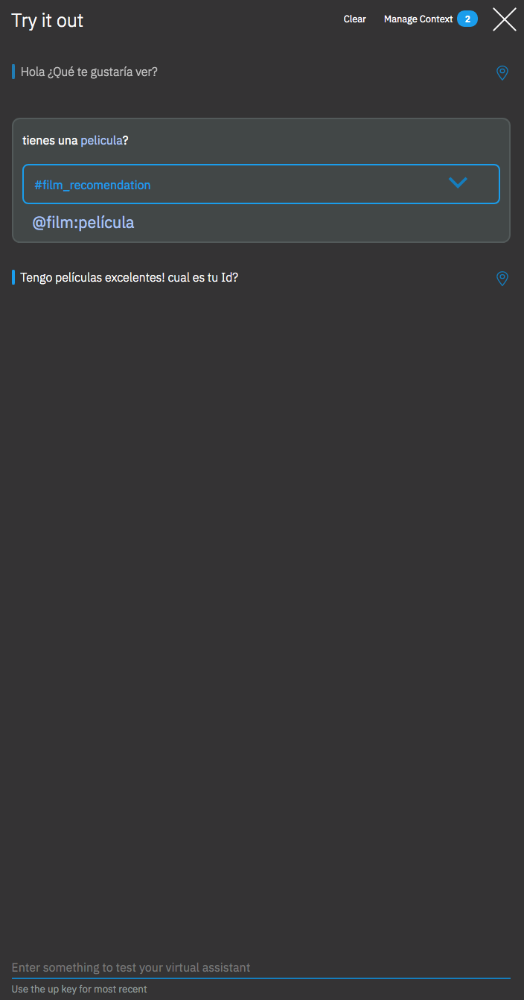 Try it out
Clear
Manage Context 2
Hola ¿Qué te gustaría ver?
tienes una pelicula?
#film_recomendation
@film:película
Tengo películas excelentes! cual es tu Id?
Enter something to test your virtual assistant
Use the up key for most recent